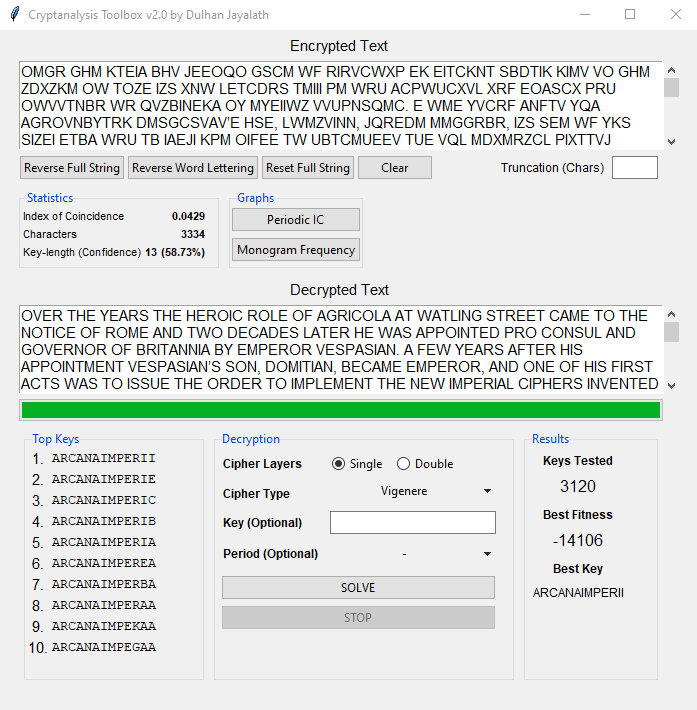 Cryptanalysis Toolbox v2.0 by Dulhan Jayalath
Encrypted Text
OMGR GHM KTEIA BHV JEEOQO GSCM WF RIRVCWXP EK EITCKNT SBDTIK KIMV VO GHM
ZDXZKM OW TOZE IZS XNW LETCDRS TMIII PM WRU ACPWUCXVL XRF EOASCX PRU
OWVVTNBR WR QVZBINEKA OY MYEIIWZ VVUPNSQMC. E WME YVCRF ANFTV YQA
AGROVNBYTRK DMSGCSVAV'E HSE, LWMZVINN, JQREDM MMGGRBR, IZS SEM WF YKS
SIZEI ETBA WRU TB IAEJI KPM OIFEE TW UBTCMUEEV TUE VQL MDXMRZCL PIXTTVJ
Reverse Full String
Reverse Word Lettering
Reset Full String
Clear
Truncation (Chars)
Statistics
Index of Coincidence 0.0429
Characters 3334
Key-length (Confidence) 13 (58.73%)
Graphs
Periodic IC
Monogram Frequency
Decrypted Text
OVER THE YEARS THE HEROIC ROLE OF AGRICOLA AT WATLING STREET CAME TO THE
NOTICE OF ROME AND TWO DECADES LATER HE WAS APPOINTED PRO CONSUL AND
GOVERNOR OF BRITANNIA BY EMPEROR VESPASIAN. A FEW YEARS AFTER HIS
APPOINTMENT VESPASIAN'S SON, DOMITIAN, BECAME EMPEROR, AND ONE OF HIS FIRST
ACTS WAS TO ISSUE THE ORDER TO IMPLEMENT THE NEW IMPERIAL CIPHERS INVENTED
Top Keys
1. ARCANAIMPERII
2. ARCANAIMPERIE
3. ARCANAIMPERIC
4. ARCANAIMPERIB
5. ARCANAIMPERIA
6. ARCANAIMPEREA
7. ARCANAIMPERBA
8. ARCANAIMPERAA
9. ARCANAIMPEKAA
10. ARCANAIMPEGAA
Decryption
Cipher Layers Single Double
Cipher Type Vigenere
Key (Optional)
Period (Optional) -
SOLVE
STOP
Results
Keys Tested
3120
Best Fitness
-14106
Best Key
ARCANAIMPERII